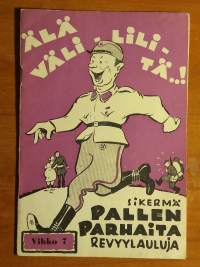 ÄLÄ
VÄLI - LILI -
TÄ..!
SIKERMÄ
PALLEN
PARHAITA
REVYYLAULUJA
Vihko 7